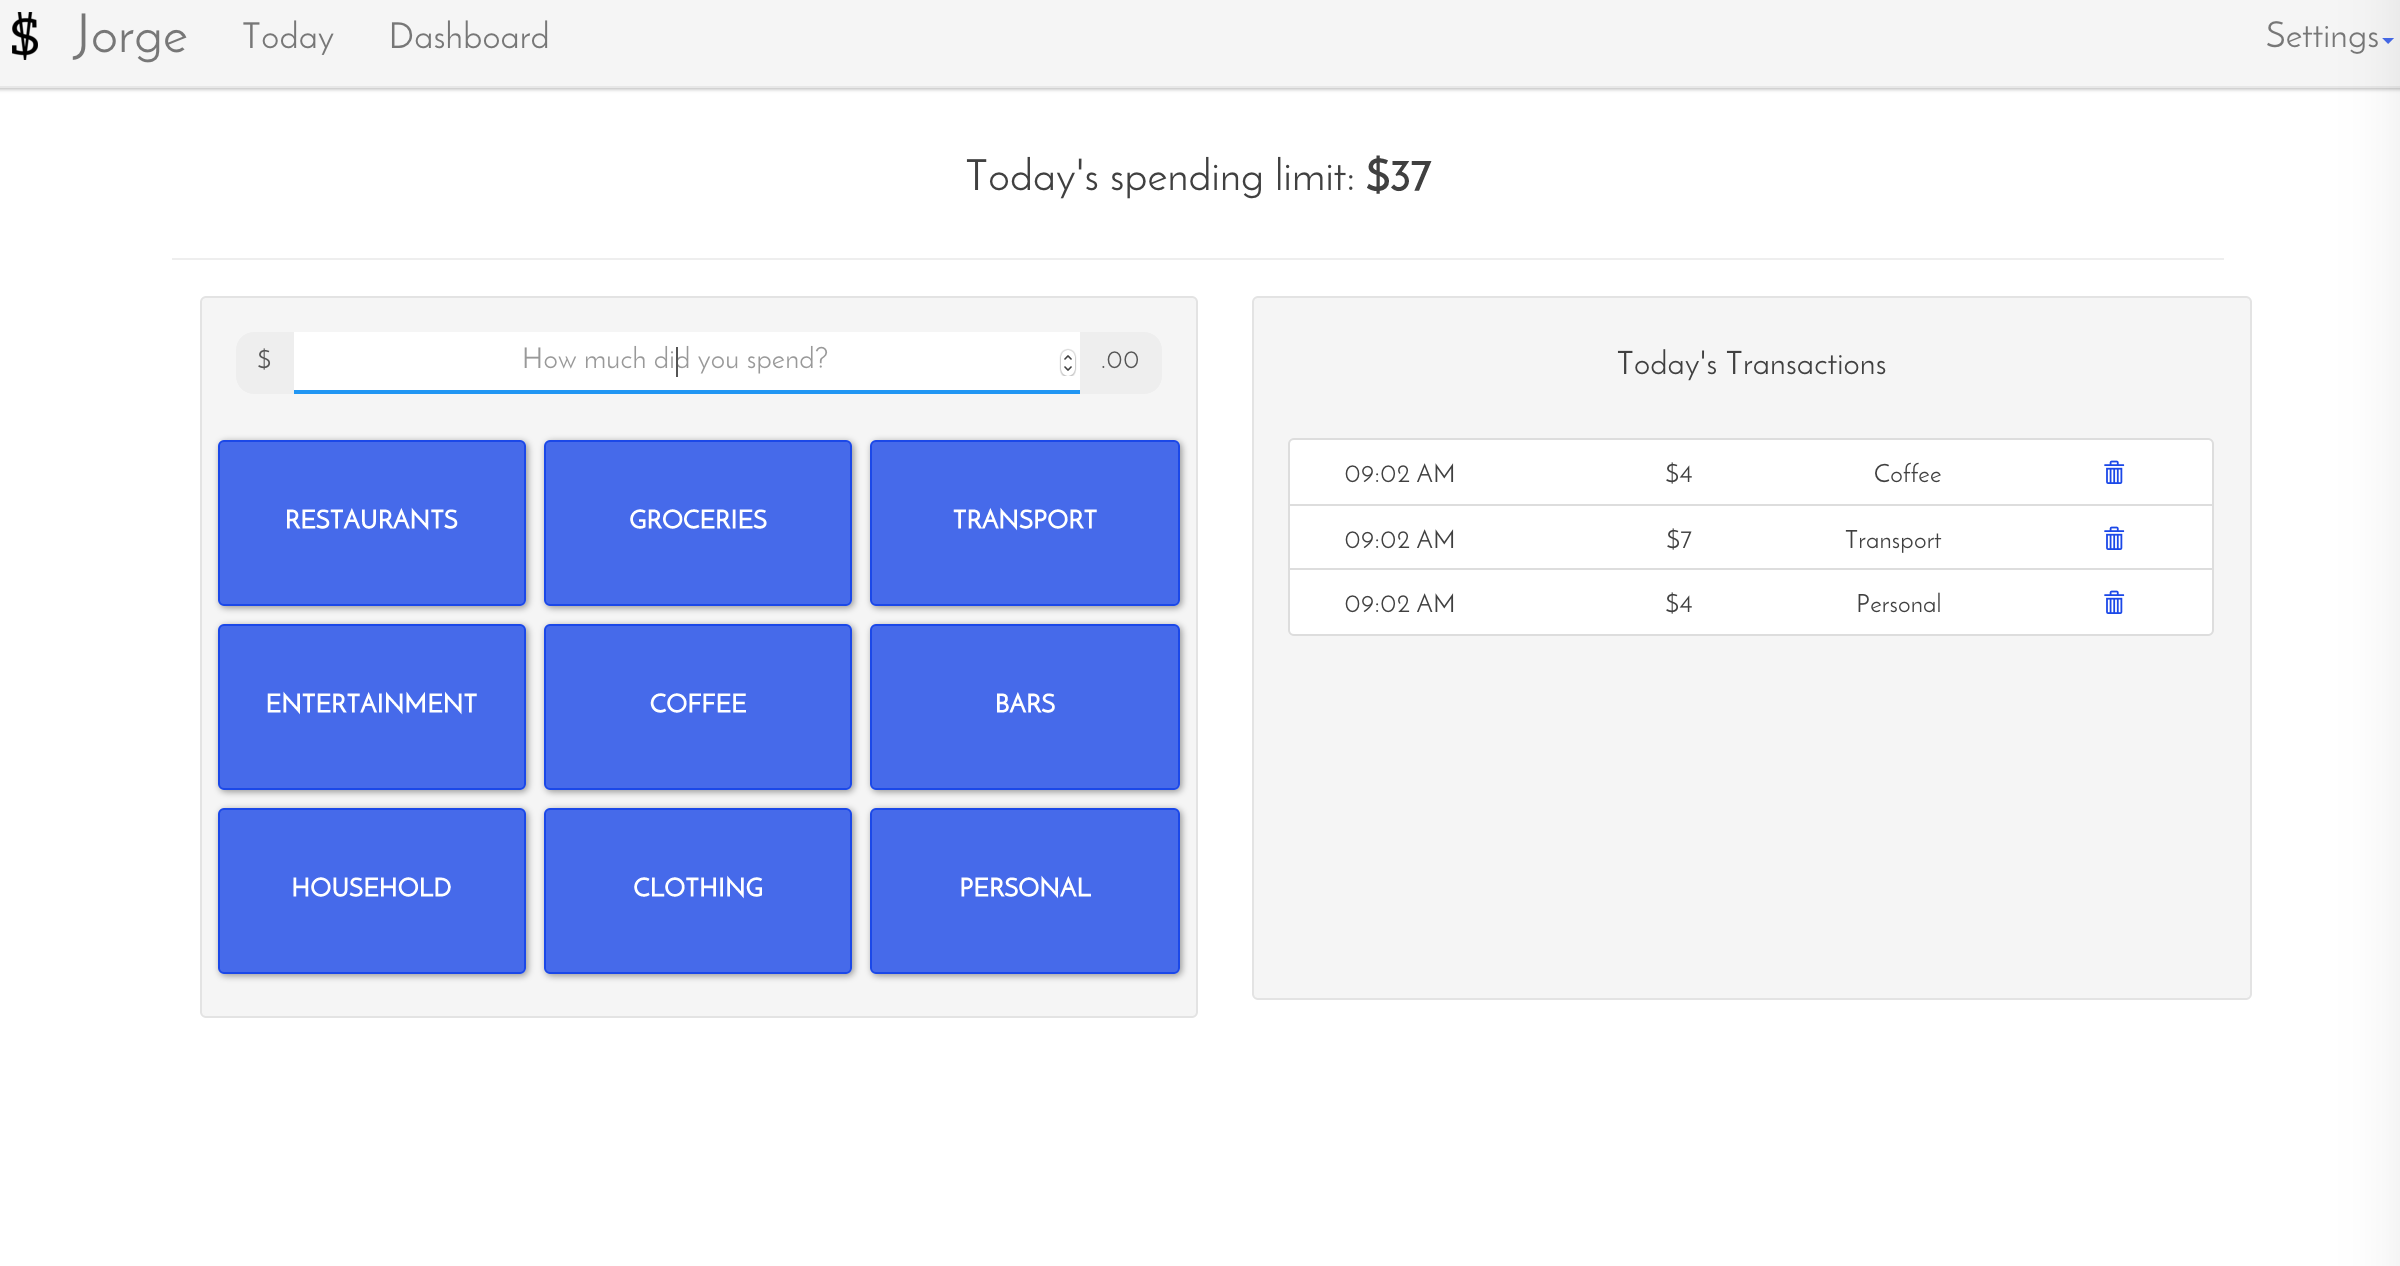 $ Jorge Today Dashboard Settings
Today's spending limit: $37
$ How much did you spend? .00
RESTAURANTS GROCERIES TRANSPORT
ENTERTAINMENT COFFEE BARS
HOUSEHOLD CLOTHING PERSONAL
Today's Transactions
09:02 AM $4 Coffee
09:02 AM $7 Transport
09:02 AM $4 Personal